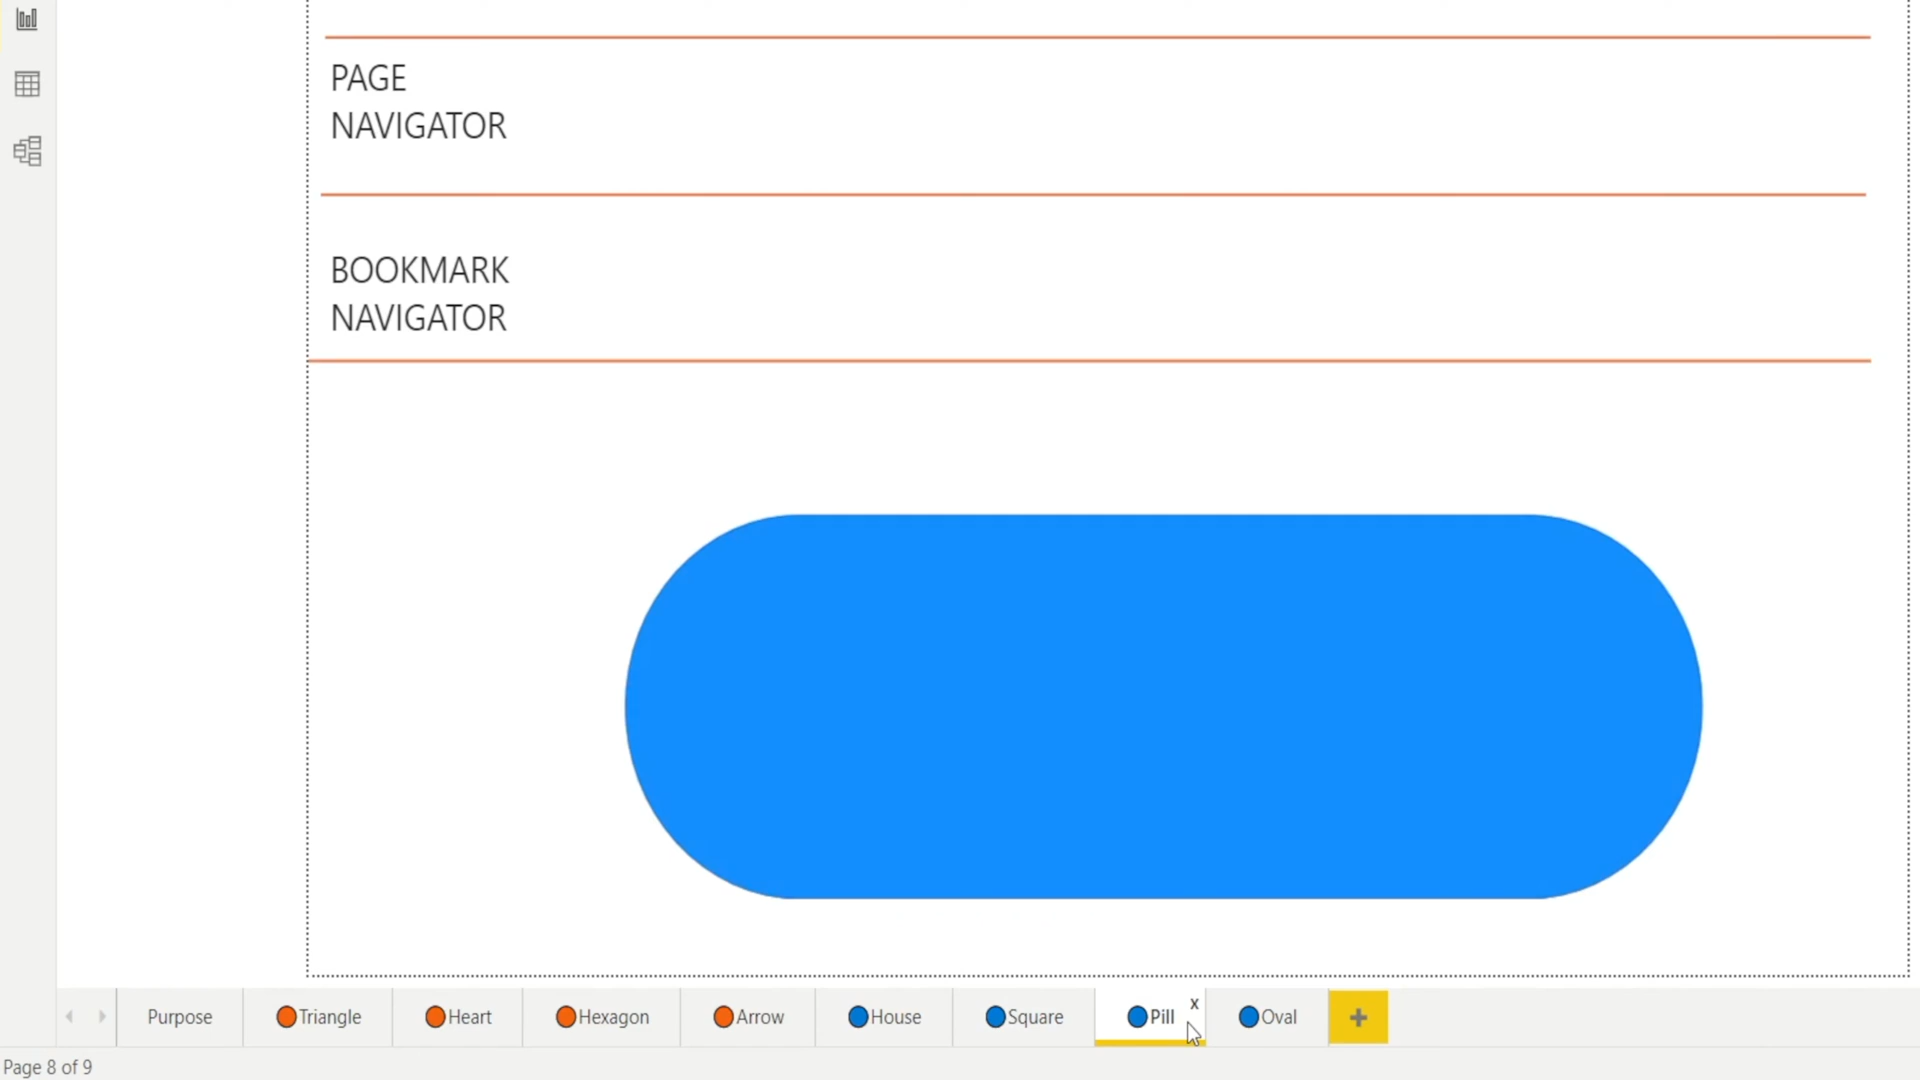 PAGE
NAVIGATOR
BOOKMARK
NAVIGATOR
Purpose Triangle Heart Hexagon Arrow House Square Pill x Oval +
Page 8 of 9